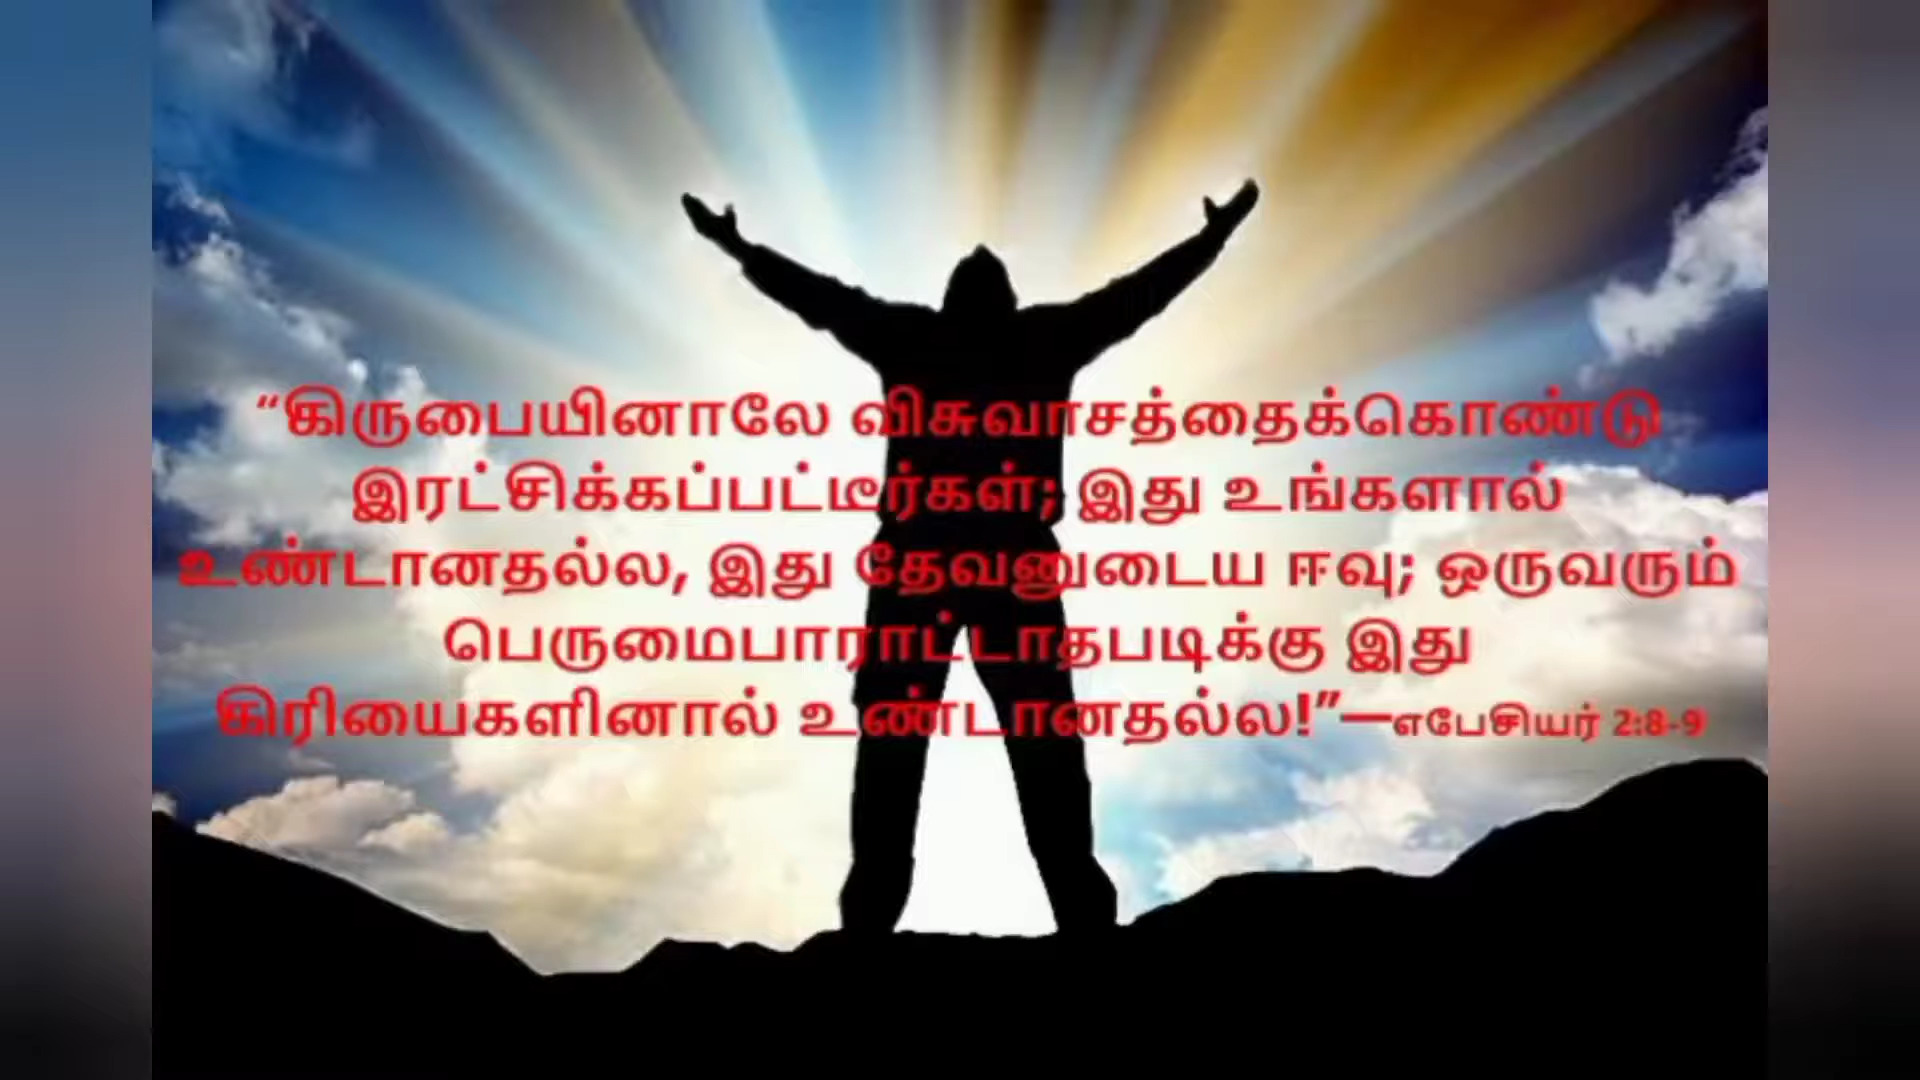 “கிருபையினாலே விசுவாசத்தைக்கொண்டு
இரட்சிக்கப்பட்டீர்கள்; இது உங்களால்
உண்டானதல்ல, இது தேவனுடைய ஈவு; ஒருவரும்
பெருமைபாராட்டாதபடிக்கு இது
கிரியைகளினால் உண்டானதல்ல!”—எபேசியர் 2:8-9